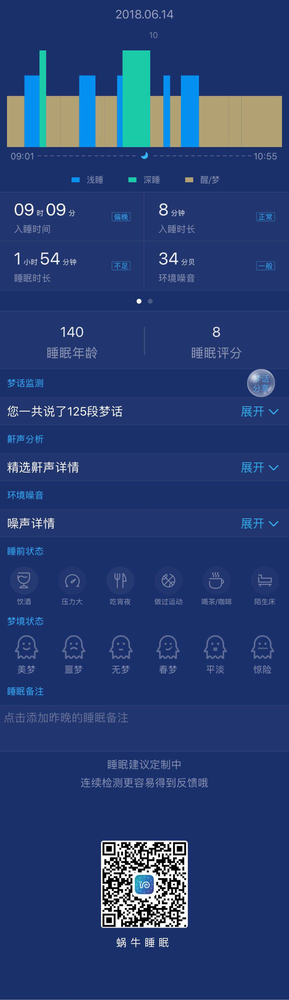 2018.06.14
10
09:01
10:55
浅睡 深睡 醒/梦
09时09分 偏晚
入睡时间
8分钟 正常
入睡时长
1小时54分钟 不足
睡眠时长
34分贝 一般
环境噪音
140
睡眠年龄
8
睡眠评分
梦话监测
梦话
分享
您一共说了125段梦话 展开
鼾声分析
精选鼾声详情 展开
环境噪音
噪声详情 展开
睡前状态
饮酒 压力大 吃宵夜 做过运动 喝茶/咖啡 陌生床
梦境状态
美梦 噩梦 无梦 春梦 平淡 惊险
睡眠备注
点击添加昨晚的睡眠备注
睡眠建议定制中
连续检测更容易得到反馈哦
蜗牛睡眠